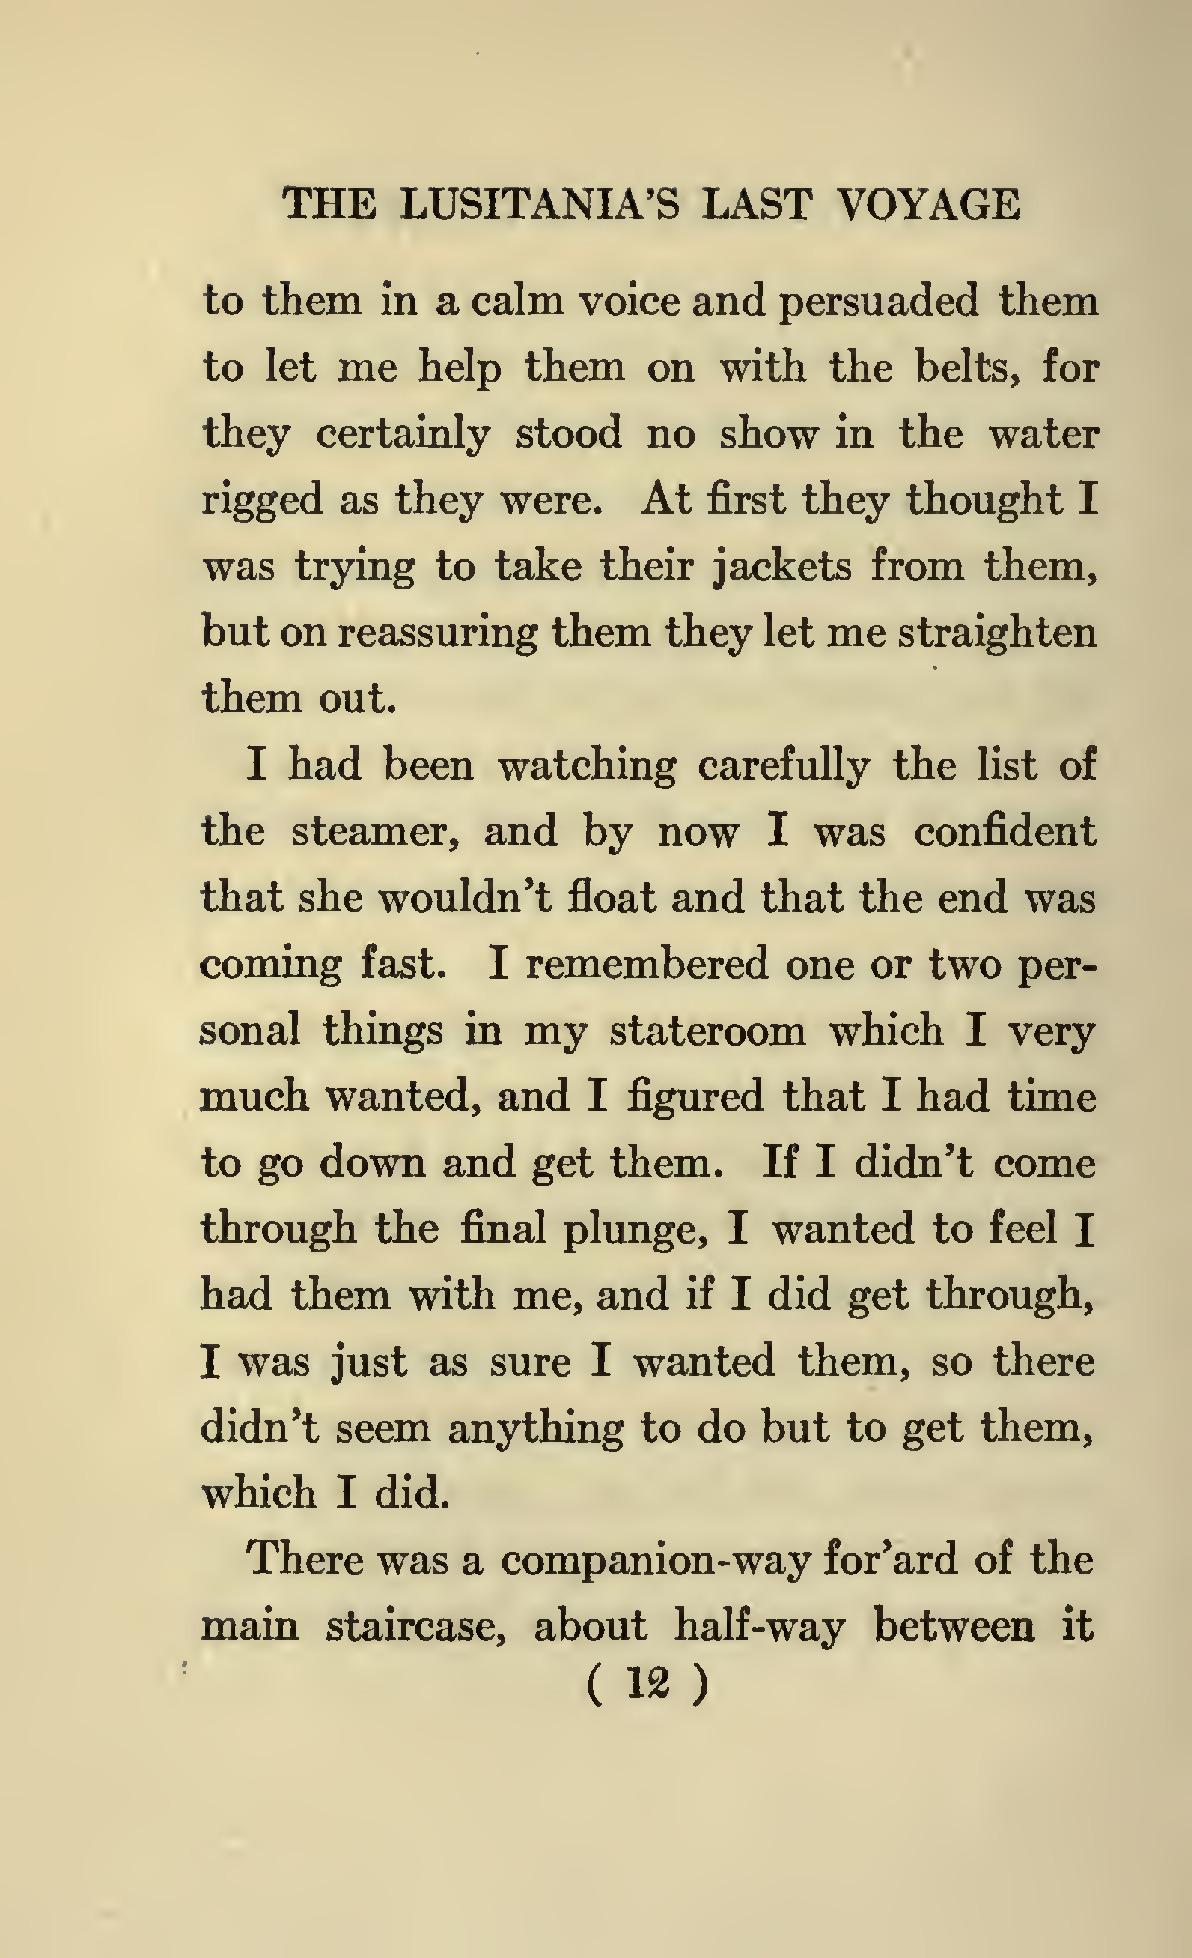 THE LUSITANIA'S LAST VOYAGE
to them in a calm voice and persuaded them
to let me help them on with the belts, for
they certainly stood no show in the water
rigged as they were. At first they thought I
was trying to take their jackets from them,
but on reassuring them they let me straighten
them out.
I had been watching carefully the list of
the steamer, and by now I was confident
that she wouldn't float and that the end was
coming fast. I remembered one or two per-
sonal things in my stateroom which I very
much wanted, and I figured that I had time
to go down and get them. If I didn't come
through the final plunge, I wanted to feel I
had them with me, and if I did get through,
I was just as sure I wanted them, so there
didn't seem anything to do but to get them,
which I did.
There was a companion-way for'ard of the
main staircase, about half-way between it
( 12 )